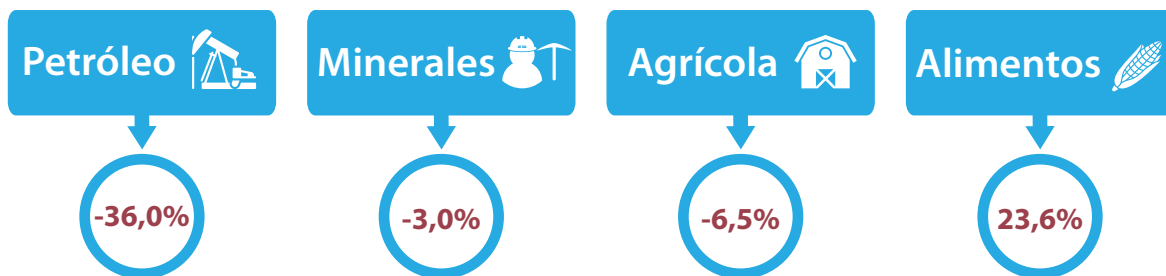 Petróleo
Minerales
Agrícola
Alimentos
-36,0%
-3,0%
-6,5%
23,6%